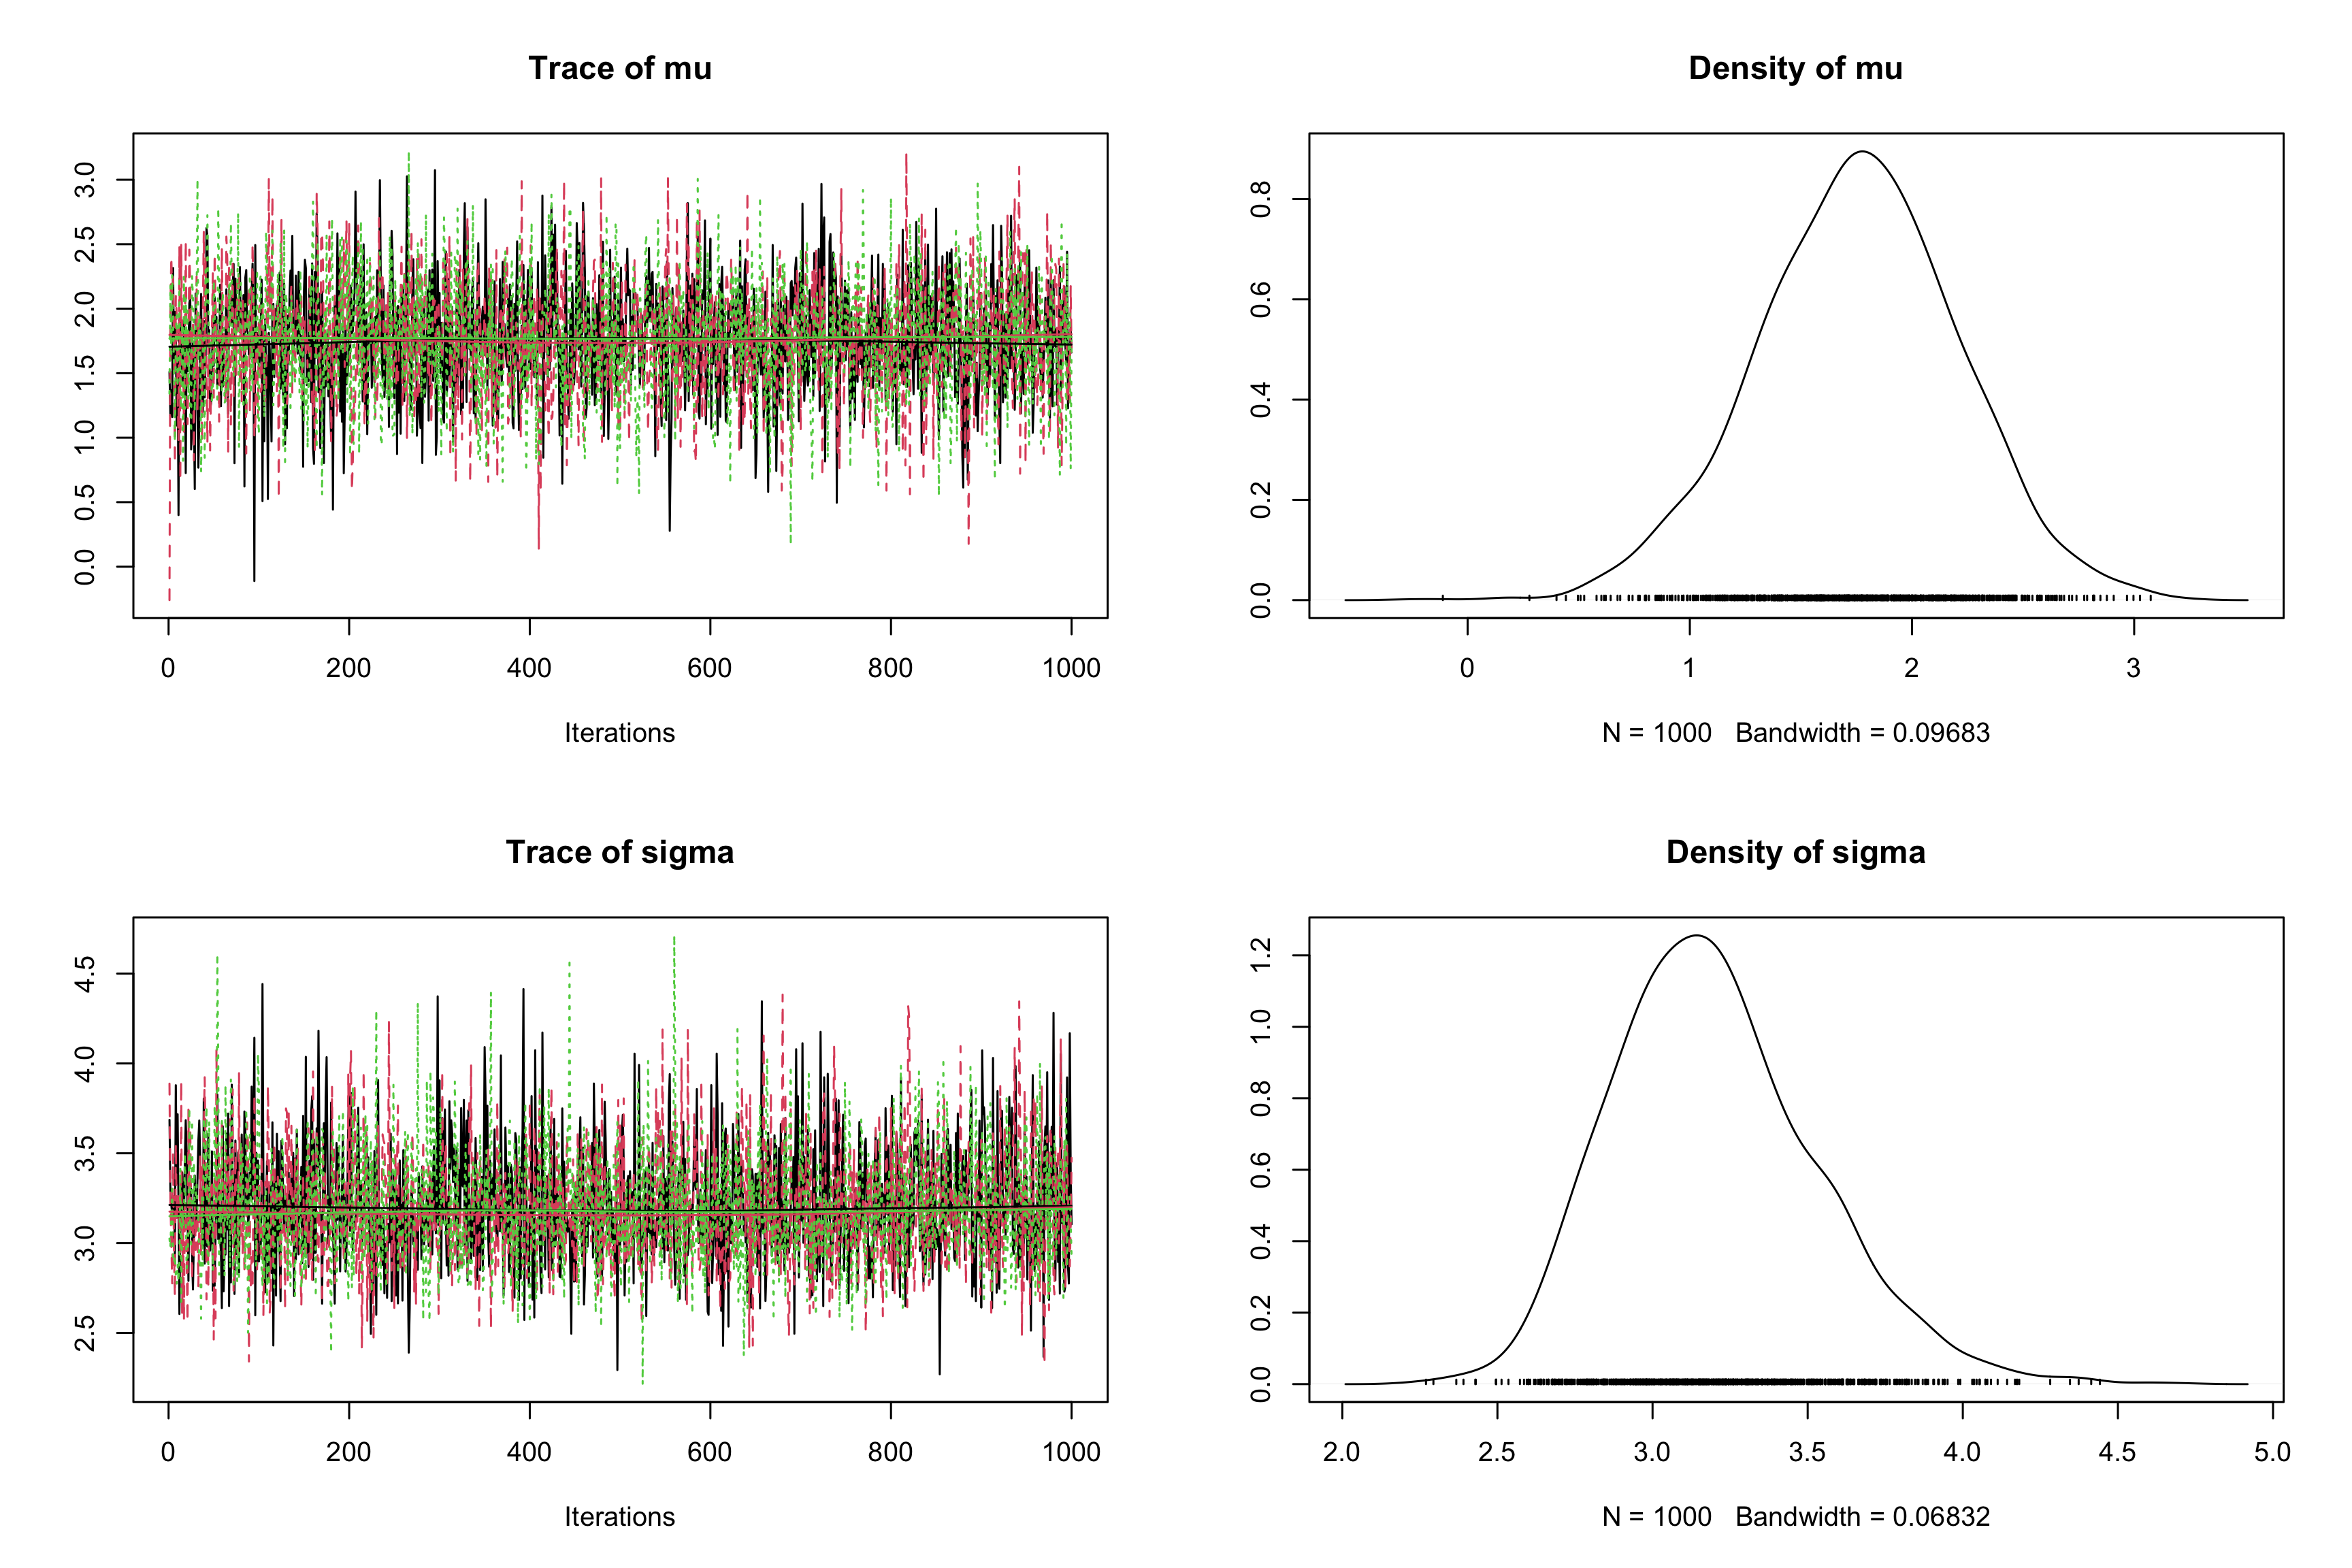 Trace of mu
3.0
2.5
2.0
1.5
1.0
0.5
0.0
0 200 400 600 800 1000
Iterations
Density of mu
0.8
0.6
0.4
0.2
0.0
0 1 2 3
N = 1000 Bandwidth = 0.09683
Trace of sigma
4.5
4.0
3.5
3.0
2.5
0 200 400 600 800 1000
Iterations
Density of sigma
1.2
1.0
0.8
0.6
0.4
0.2
0.0
2.0 2.5 3.0 3.5 4.0 4.5 5.0
N = 1000 Bandwidth = 0.06832